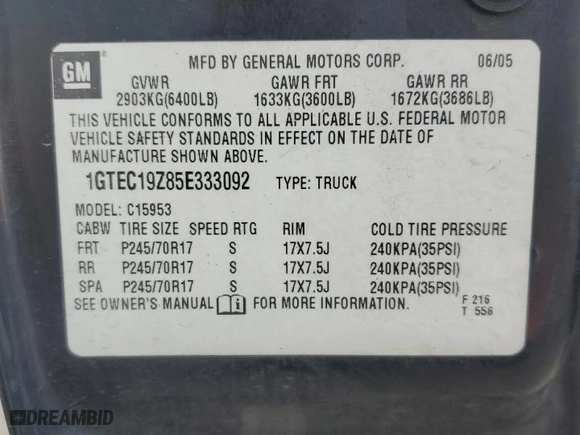 GM
MFD BY GENERAL MOTORS CORP. 06/05
GVWR GAWR FRT GAWR RR
2903KG(6400LB) 1633KG(3600LB) 1672KG(3686LB)
THIS VEHICLE CONFORMS TO ALL APPLICABLE U.S. FEDERAL MOTOR
VEHICLE SAFETY STANDARDS IN EFFECT ON THE DATE OF
MANUFACTURE SHOWN ABOVE.
1GTEC19Z85E333092 TYPE: TRUCK
MODEL: C15953
CABW TIRE SIZE SPEED RTG RIM COLD TIRE PRESSURE
FRT P245/70R17 S 17X7.5J 240KPA(35PSI)
RR P245/70R17 S 17X7.5J 240KPA(35PSI)
SPA P245/70R17 S 17X7.5J 240KPA(35PSI)
SEE OWNER'S MANUAL FOR MORE INFORMATION. F 216
T 556
DREAMBID